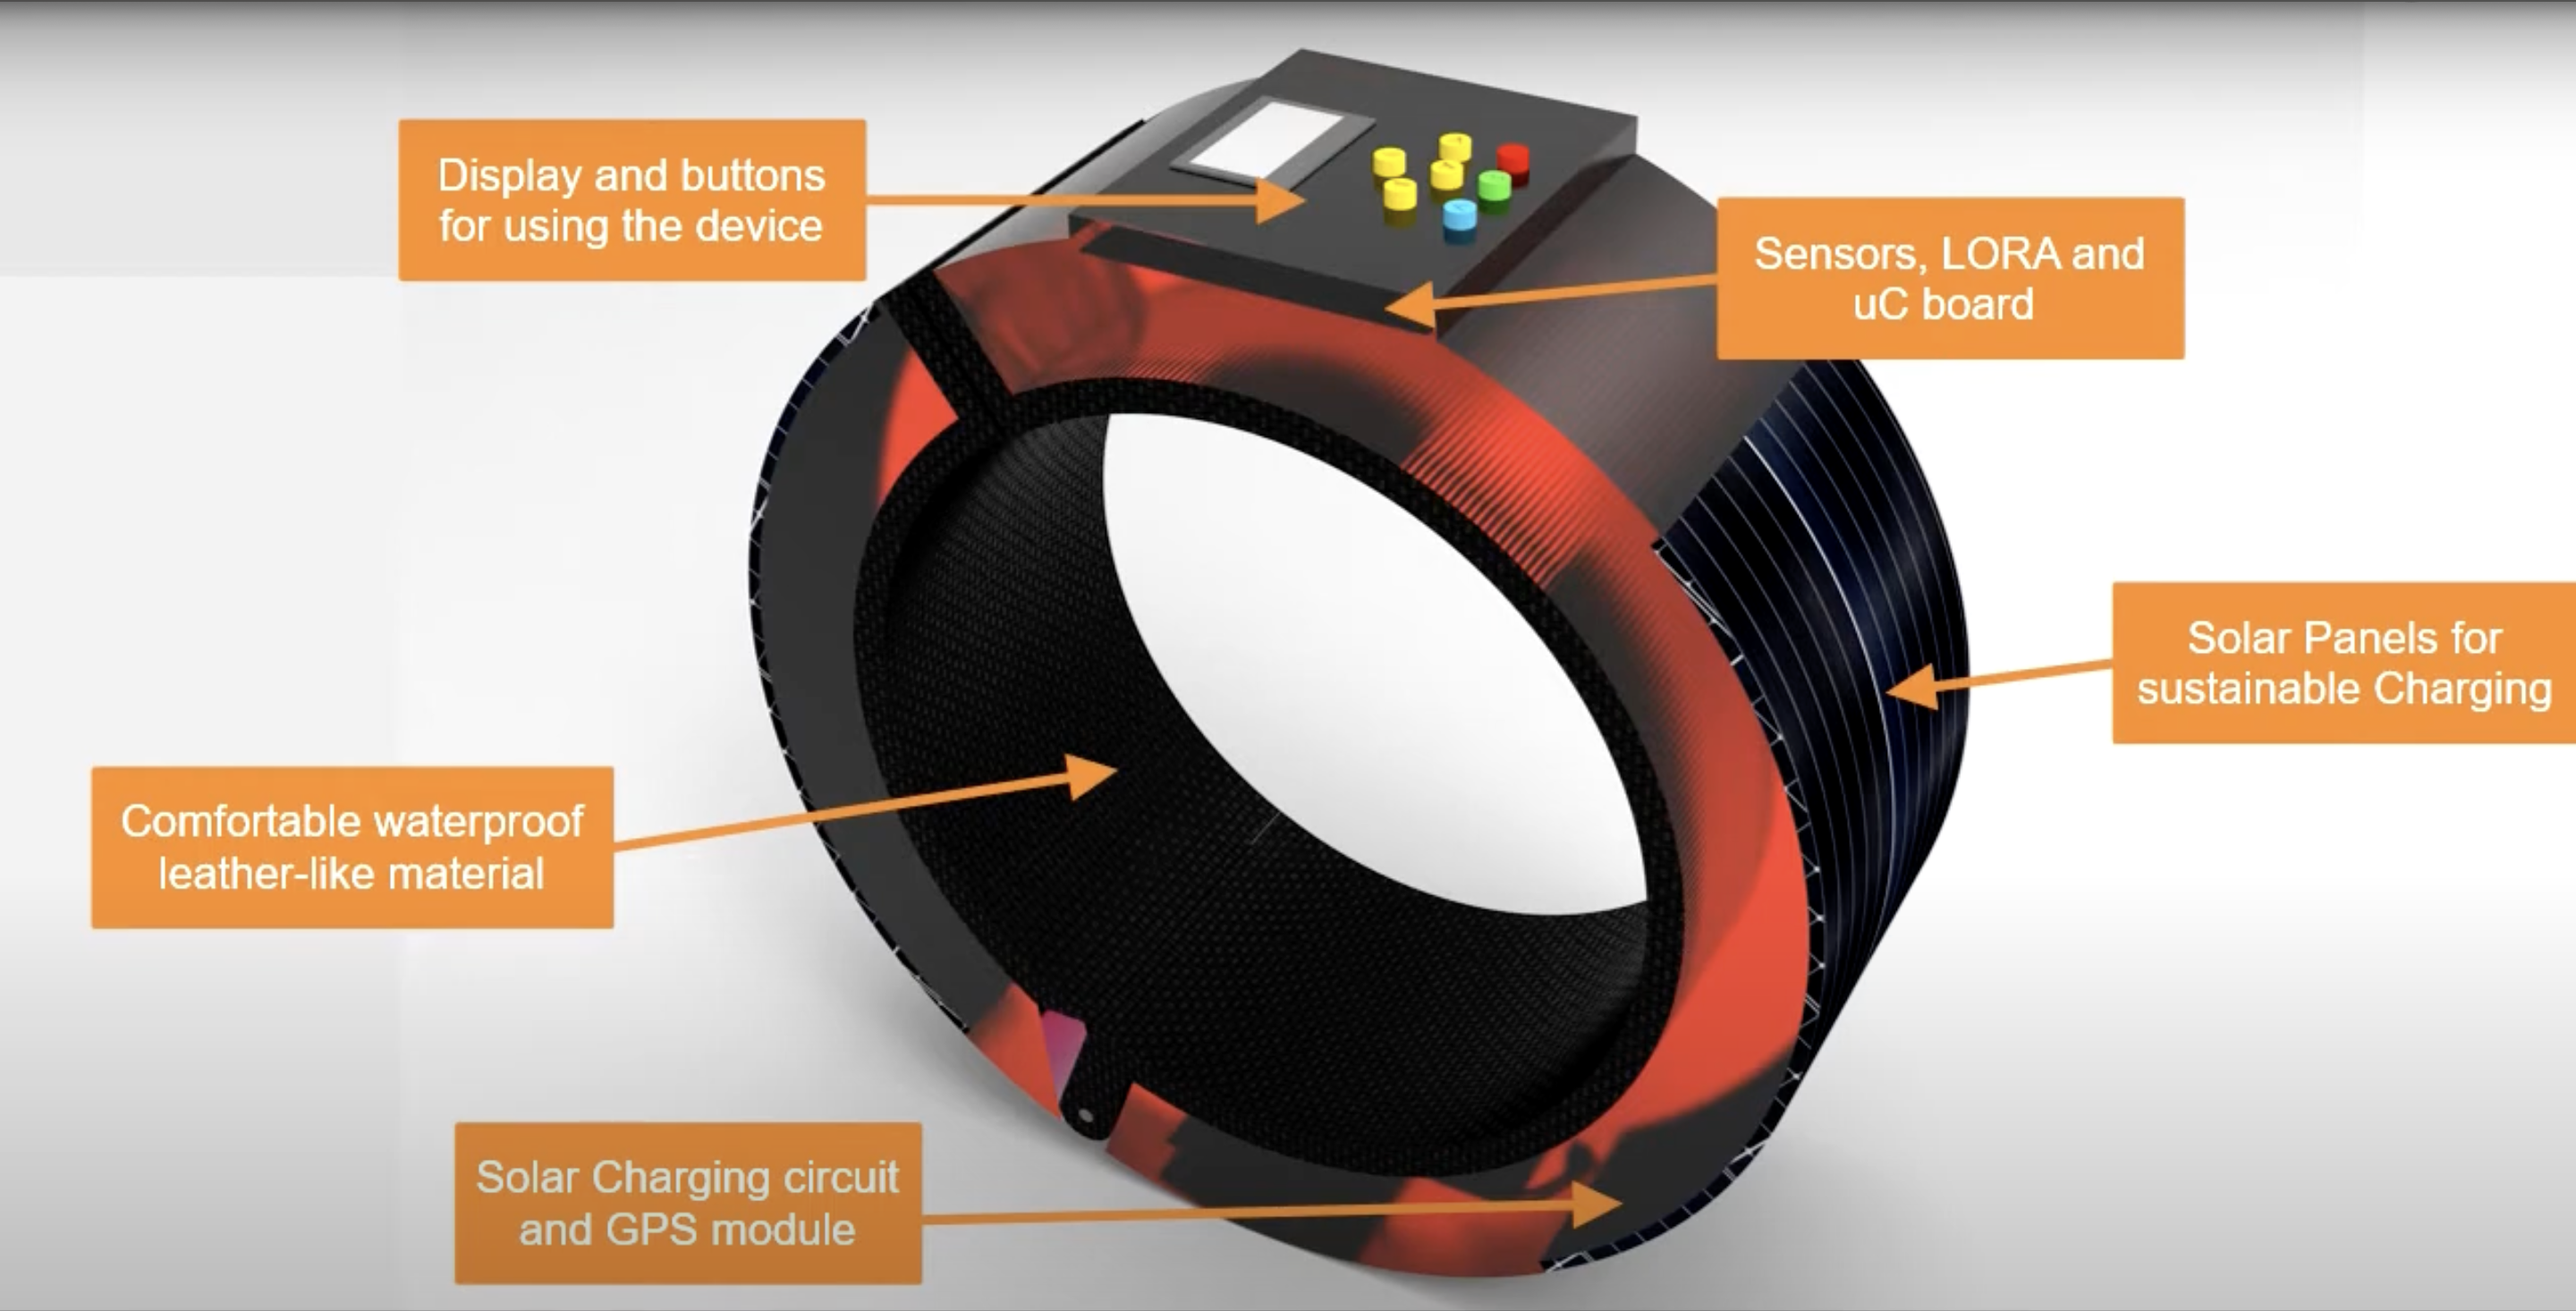 Display and buttons
for using the device
Sensors, LORA and
uC board
Solar Panels for
sustainable Charging
Comfortable waterproof
leather-like material
Solar Charging circuit
and GPS module